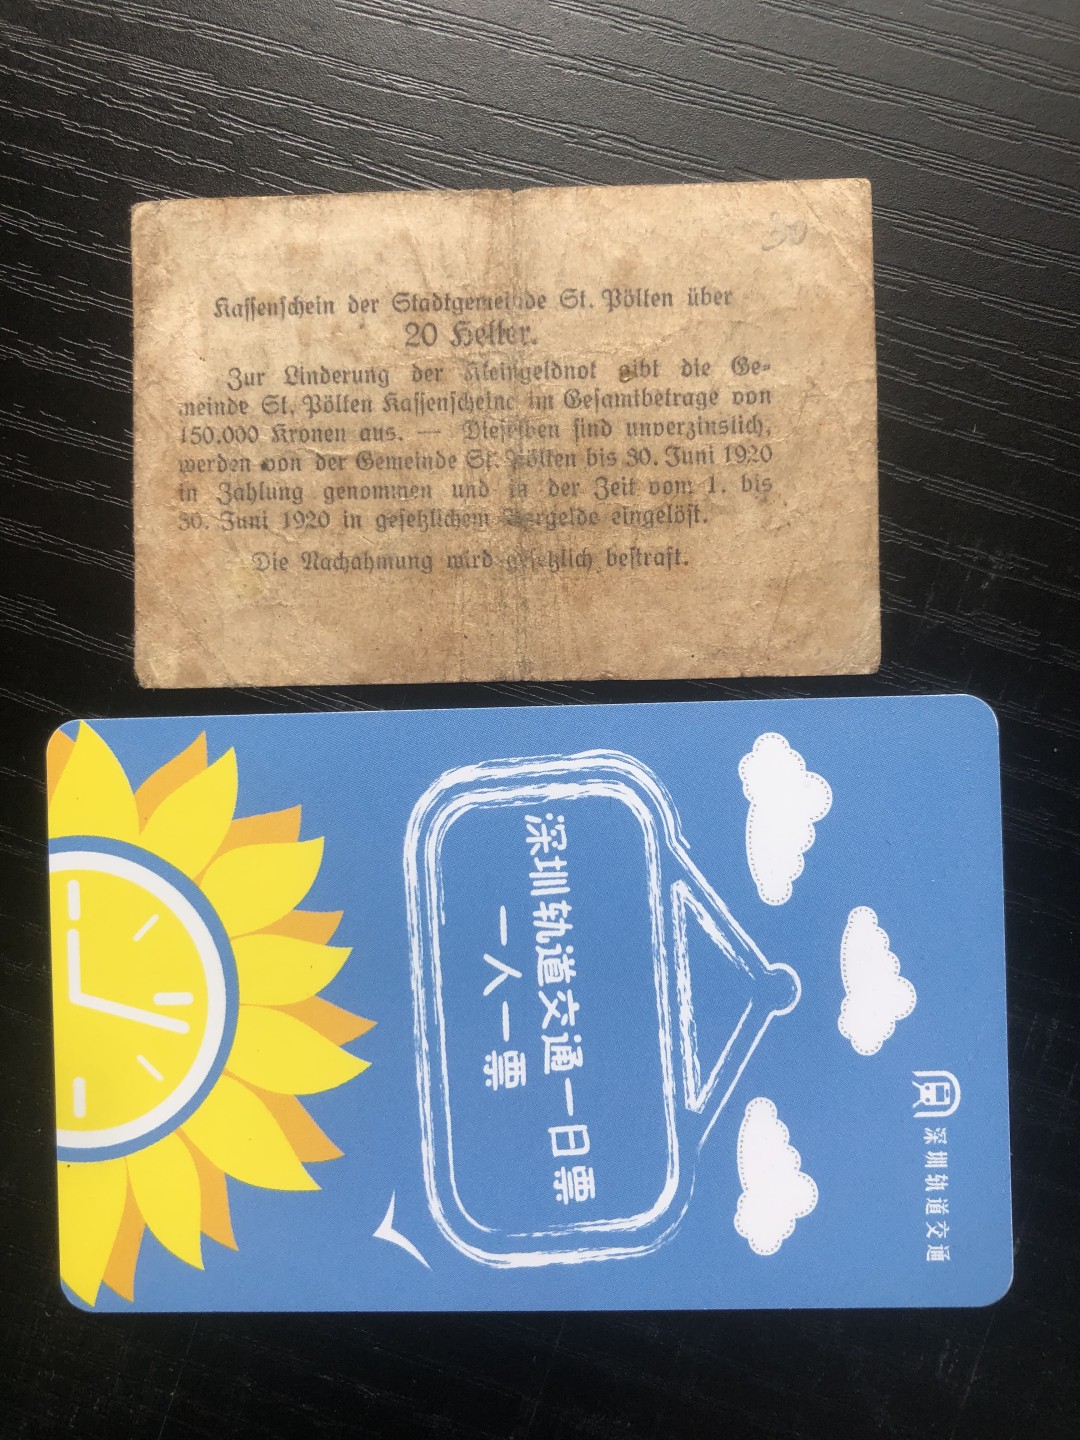 30
Kassenschein der Stadtgemeinde St. Pölten über
20 Heller.
Zur Linderung der Kleingeldnot gibt die Ge-
meinde St. Pölten Kassenscheine im Gesamtbetrage von
150.000 Kronen aus. — Dieselben sind unverzinslich,
werden von der Gemeinde St. Pölten bis 30. Juni 1920
in Zahlung genommen und in der Zeit vom 1. bis
30. Juni 1920 in gesetzlichem Bargelde eingelöst.
Die Nachahmung wird gesetzlich bestraft.
深圳轨道交通
深圳轨道交通一日票
一人一票